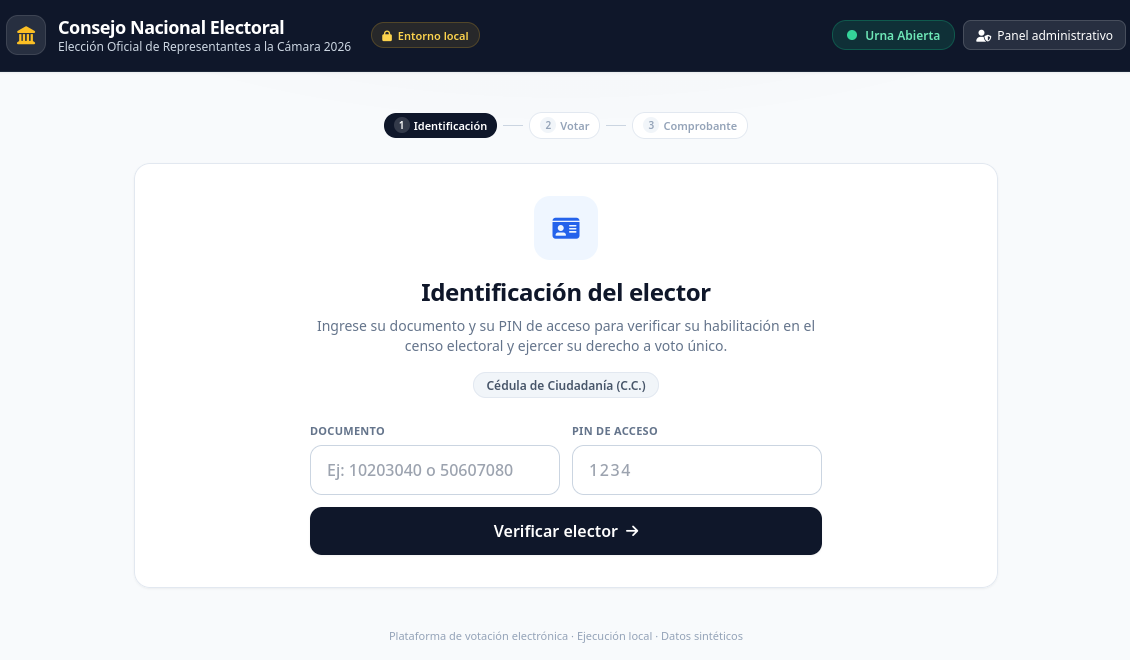 Consejo Nacional Electoral
Elección Oficial de Representantes a la Cámara 2026
Entorno local
Urna Abierta
Panel administrativo
1 Identificación
2 Votar
3 Comprobante
Identificación del elector
Ingrese su documento y su PIN de acceso para verificar su habilitación en el
censo electoral y ejercer su derecho a voto único.
Cédula de Ciudadanía (C.C.)
DOCUMENTO
PIN DE ACCESO
Ej: 10203040 o 50607080
1234
Verificar elector →
Plataforma de votación electrónica · Ejecución local · Datos sintéticos